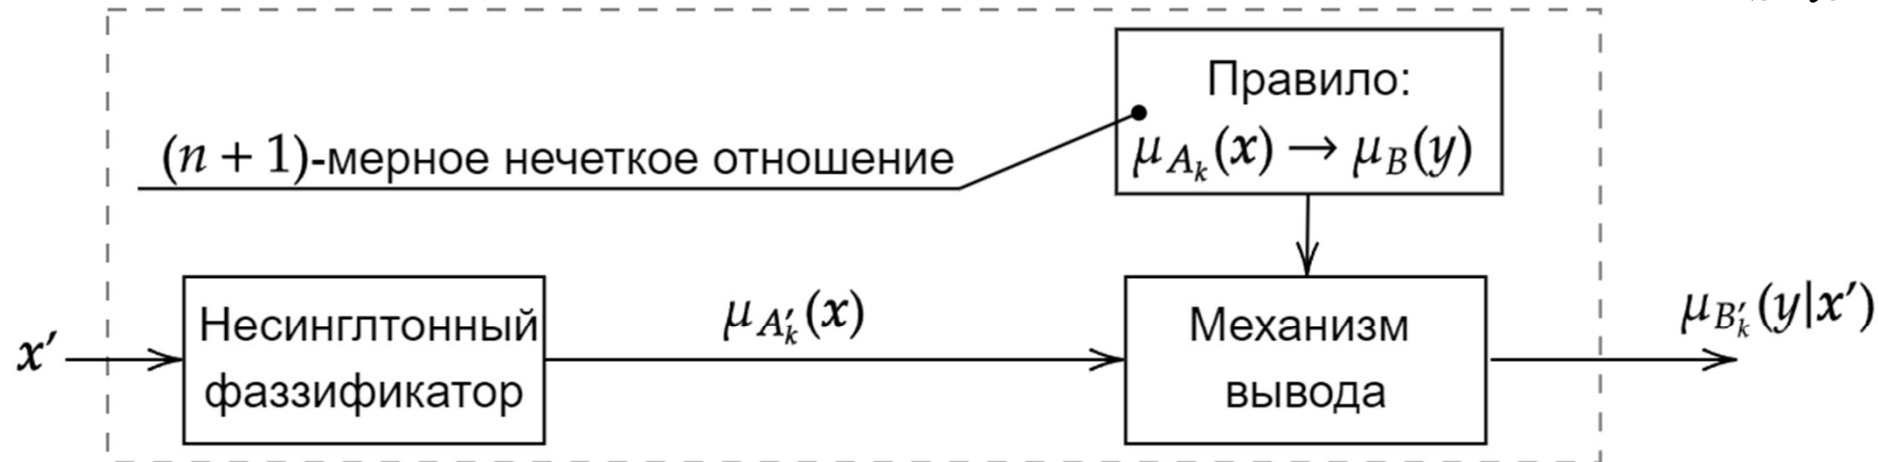 Правило:
(n + 1)-мерное нечеткое отношение
μ_{A_k}(x) → μ_B(y)
x′
Несинглтонный
фаззификатор
μ_{A′_k}(x)
Механизм
вывода
μ_{B′_k}(y|x′)